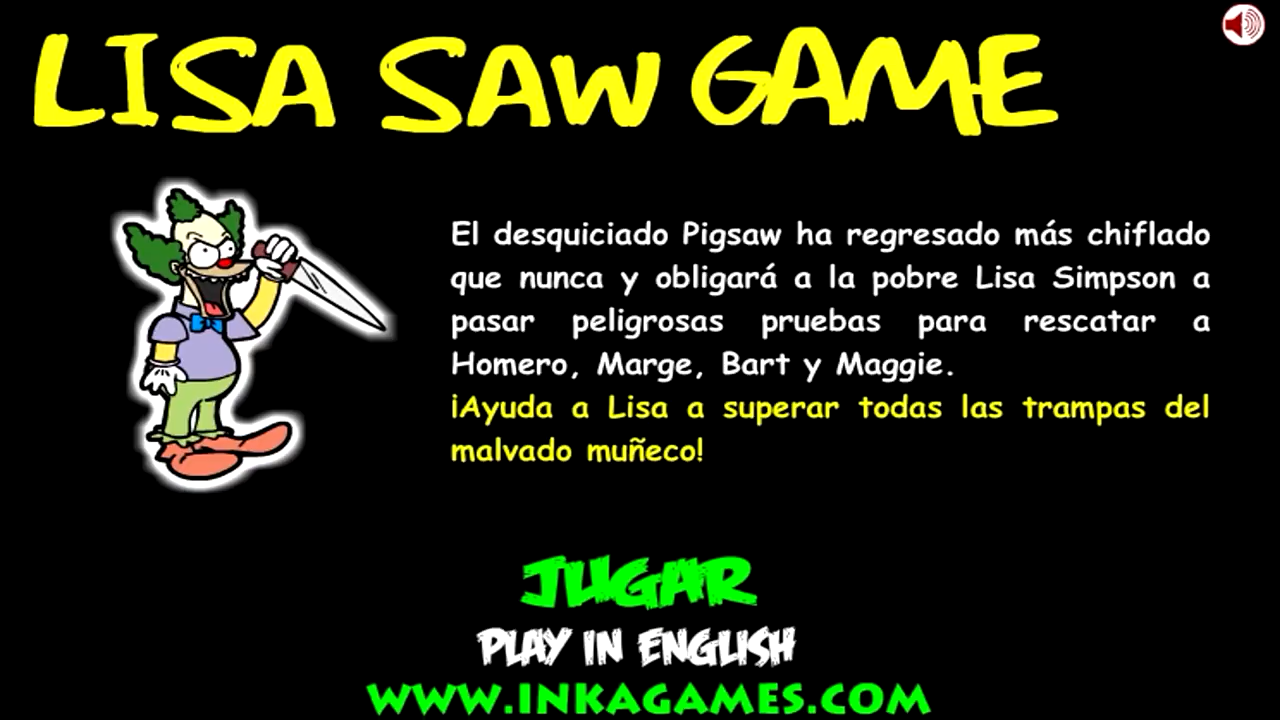 LISA SAW GAME
El desquiciado Pigsaw ha regresado más chiflado
que nunca y obligará a la pobre Lisa Simpson a
pasar peligrosas pruebas para rescatar a
Homero, Marge, Bart y Maggie.
¡Ayuda a Lisa a superar todas las trampas del
malvado muñeco!
JUGAR
PLAY IN ENGLISH
WWW.INKAGAMES.COM